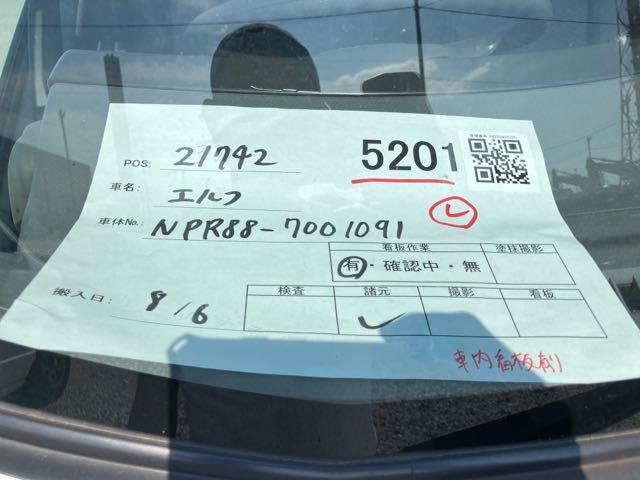 POS: 27742
5201
車名: エルフ
レ
車体No.: NPR88-7001091
看板作業 塗抹撮影
有・確認中・無
搬入日: 8/6
検査 諸元 撮影 看板
車内看板有り